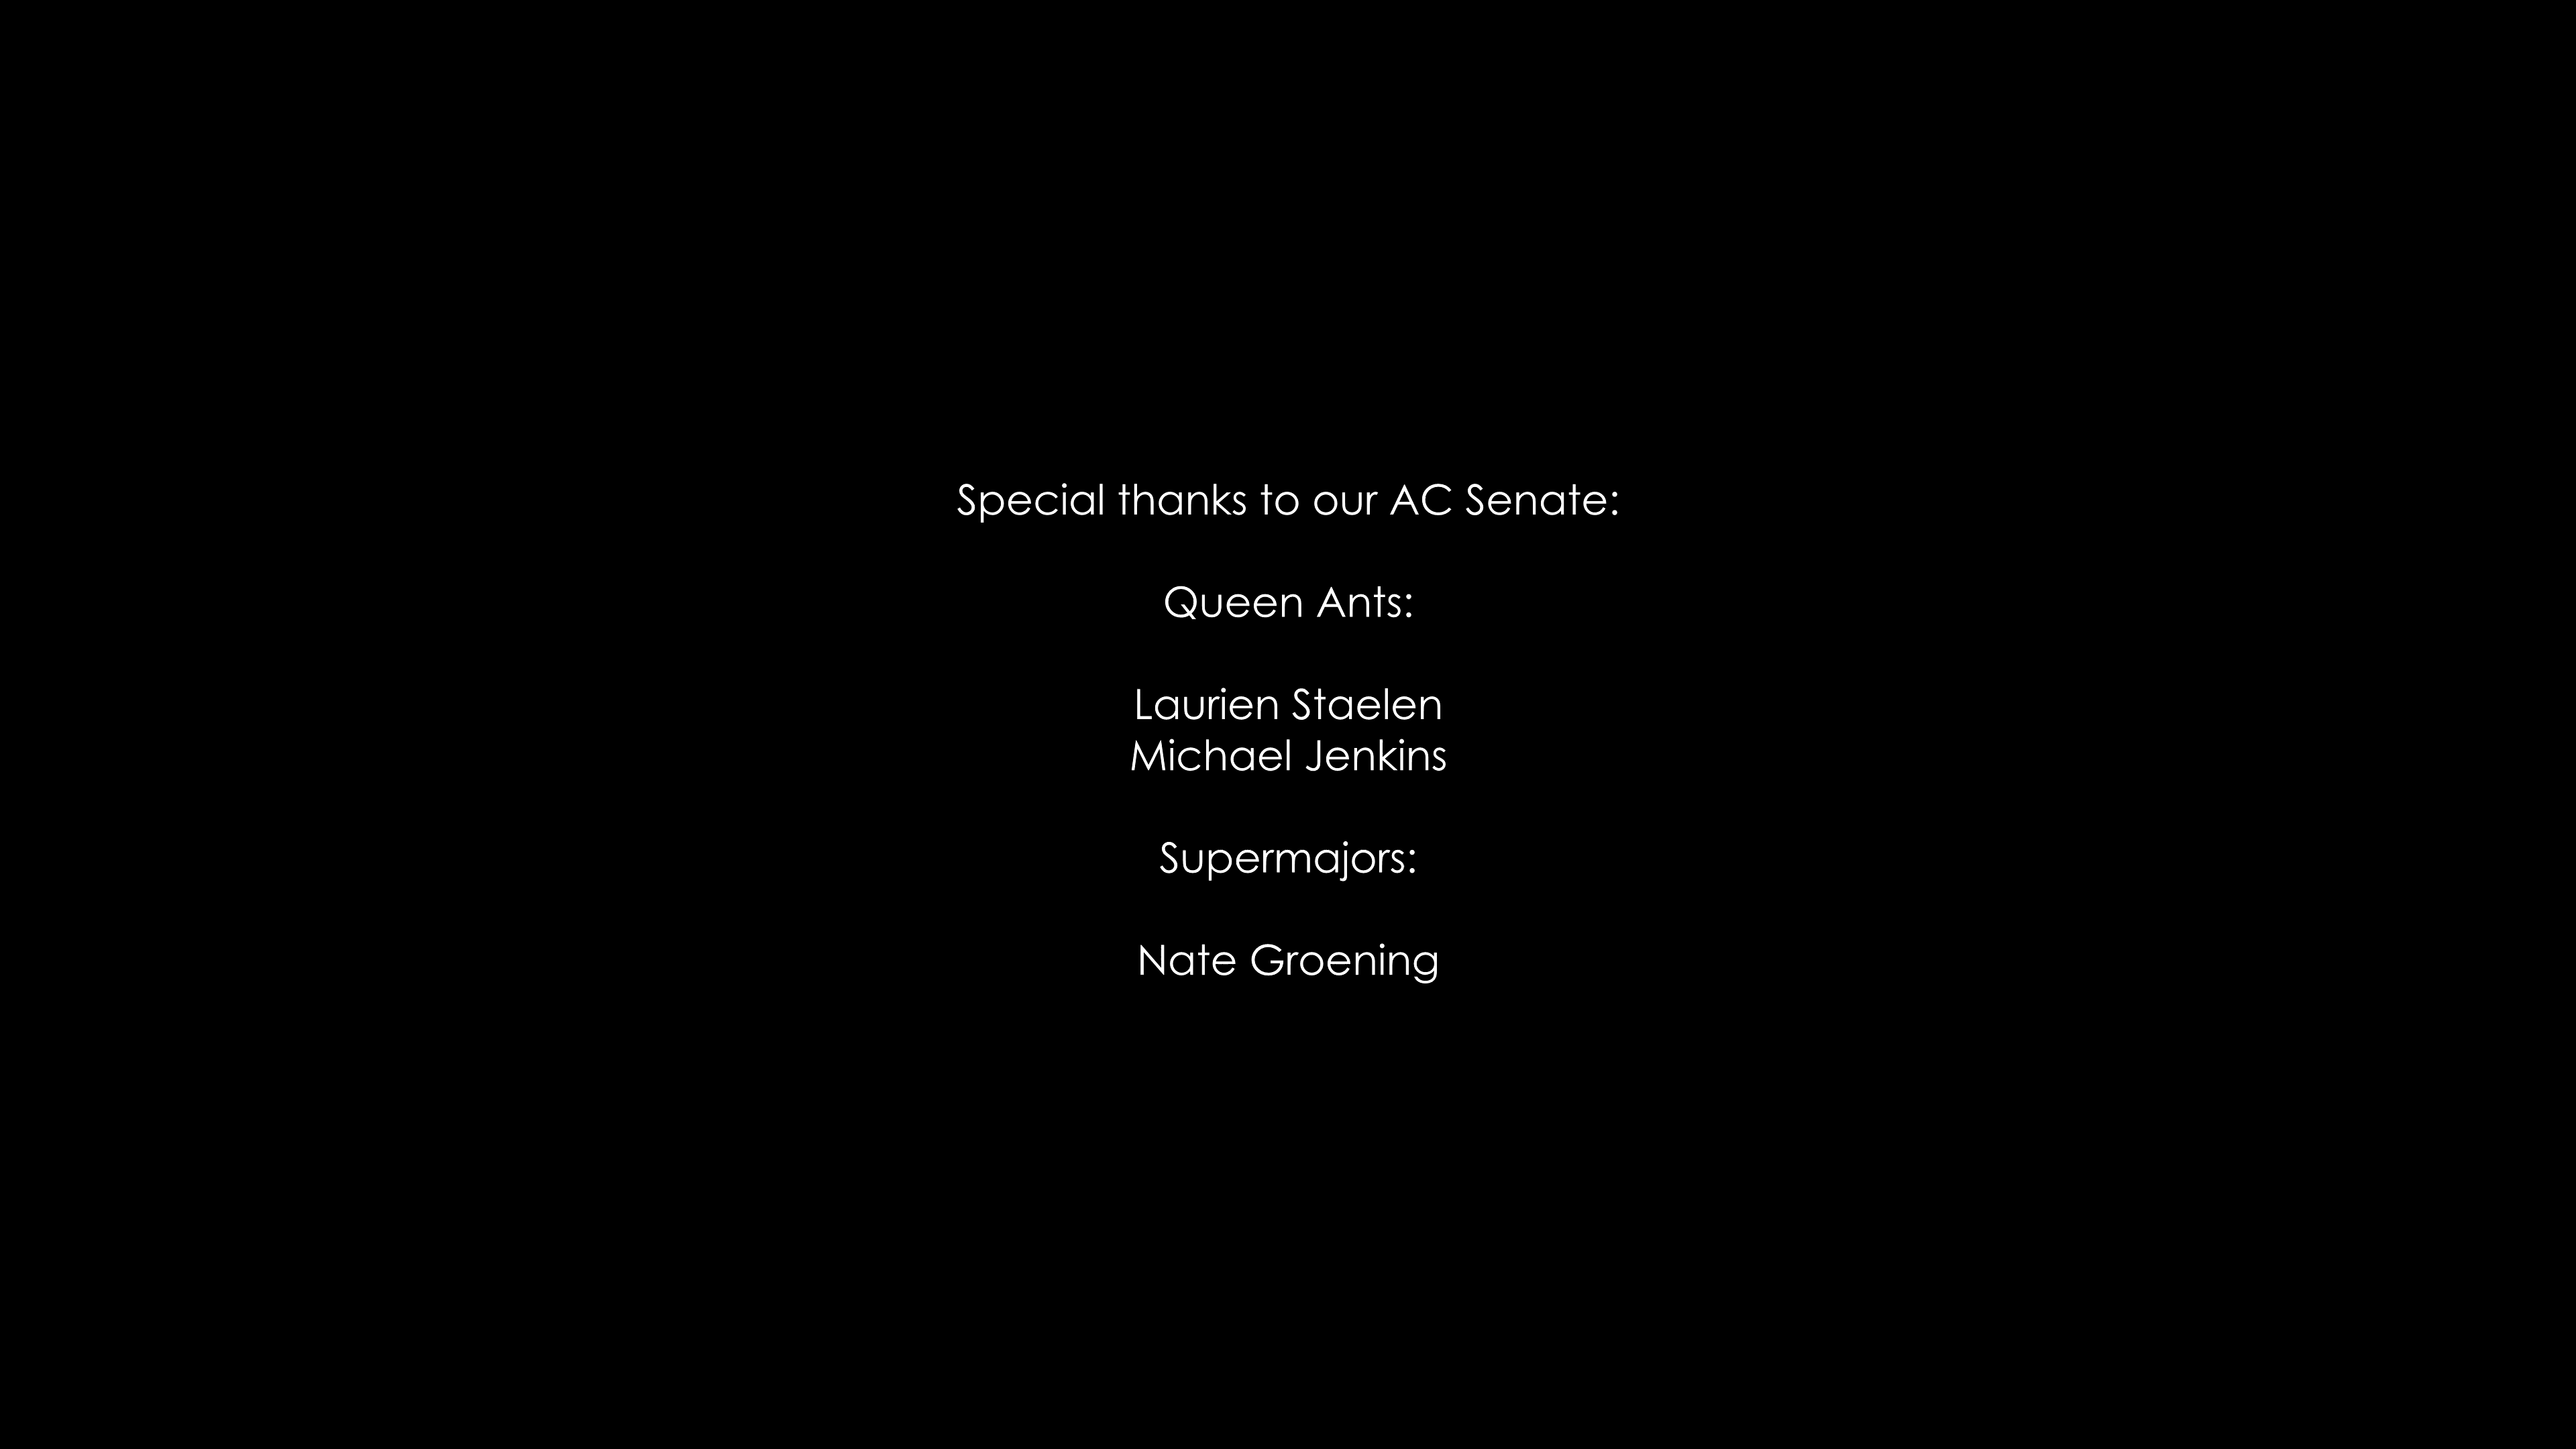 Special thanks to our AC Senate:
Queen Ants:
Laurien Staelen
Michael Jenkins
Supermajors:
Nate Groening